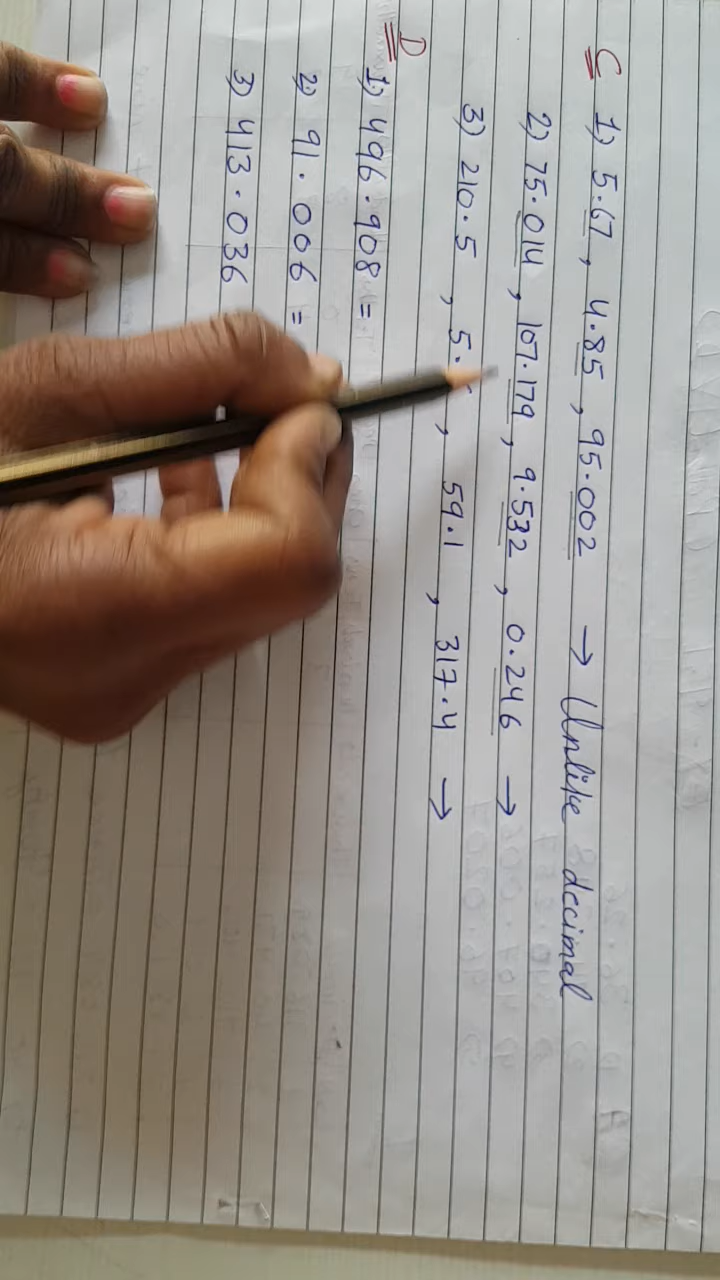 C 1) 5.67 , 4.85 , 95.002 → Unlike decimal
2) 75.014 , 107.179 , 9.532 , 0.246 →
3) 210.5 , 5. , 59.1 , 317.4 →
D
1) 496.908 =
2) 91.006 =
3) 413.036